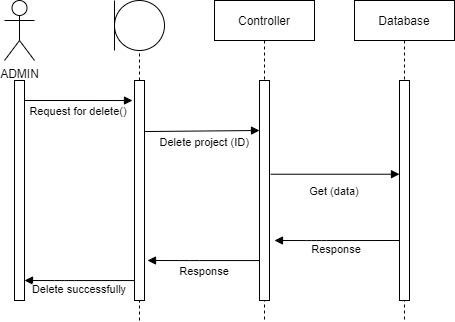 Controller
Database
ADMIN
Request for delete()
Delete project (ID)
Get (data)
Response
Response
Delete successfully